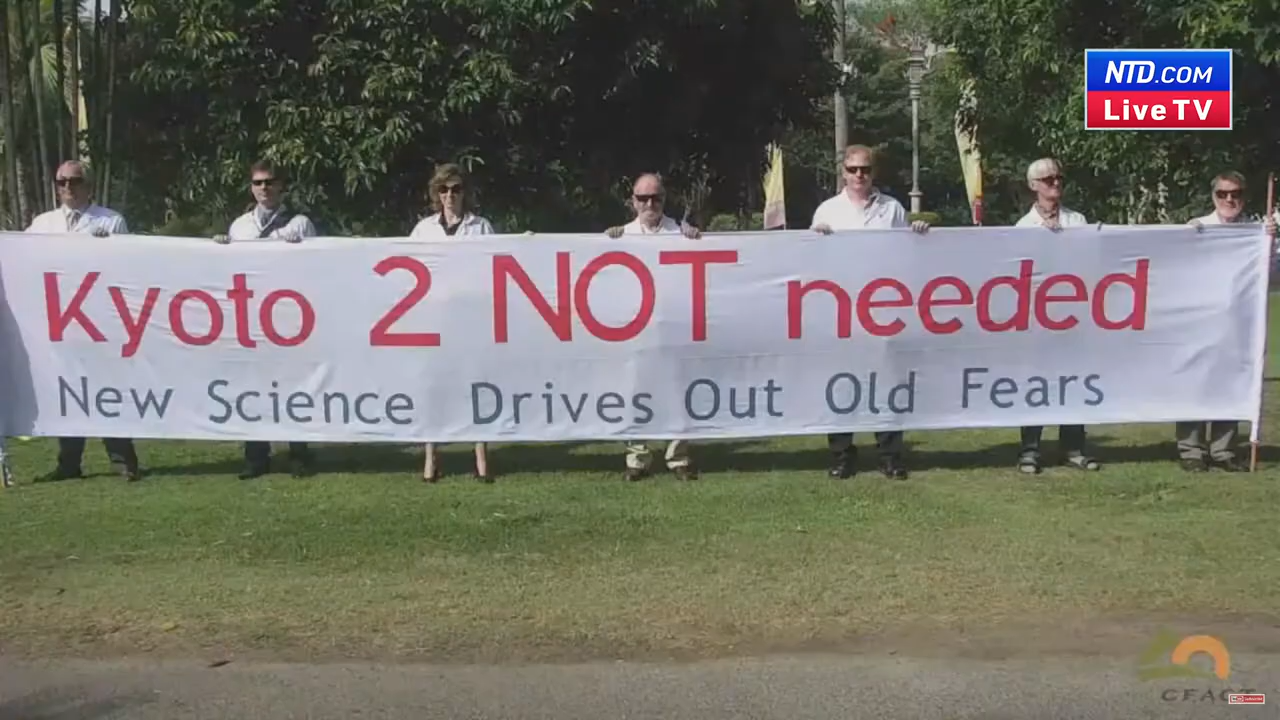 NTD.COM
Live TV
Kyoto 2 NOT needed
New Science Drives Out Old Fears
CFACT